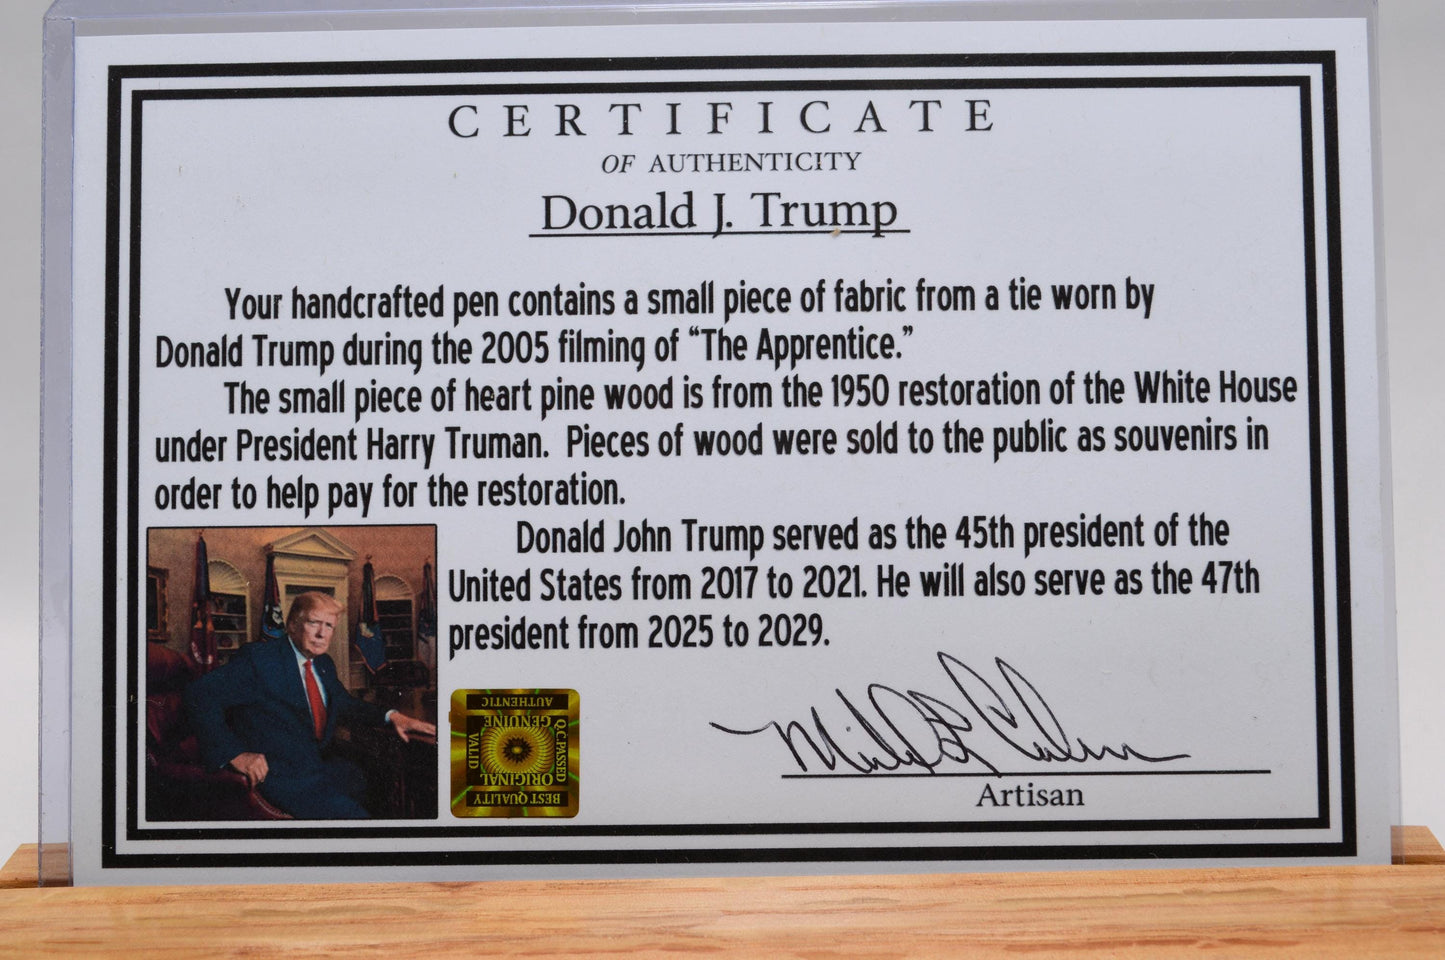 CERTIFICATE
OF AUTHENTICITY
Donald J. Trump
Your handcrafted pen contains a small piece of fabric from a tie worn by
Donald Trump during the 2005 filming of “The Apprentice.”
The small piece of heart pine wood is from the 1950 restoration of the White House
under President Harry Truman. Pieces of wood were sold to the public as souvenirs in
order to help pay for the restoration.
Donald John Trump served as the 45th president of the
United States from 2017 to 2021. He will also serve as the 47th
president from 2025 to 2029.
AUTHENTIC
GENUINE
VALID
Q.C.PASSED
ORIGINAL
BEST QUALITY
Artisan